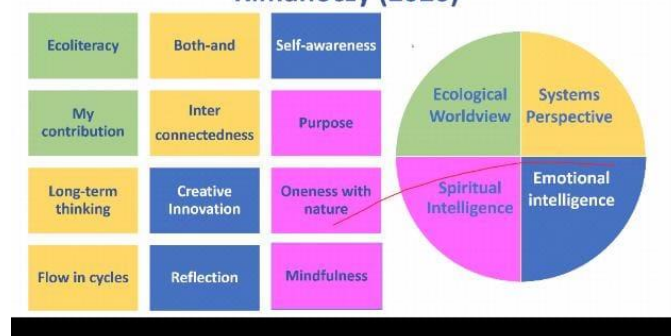 Ecoliteracy
Both-and
Self-awareness
My
contribution
Inter
connectedness
Purpose
Long-term
thinking
Creative
Innovation
Oneness with
nature
Flow in cycles
Reflection
Mindfulness
Ecological
Worldview
Systems
Perspective
Spiritual
Intelligence
Emotional
intelligence